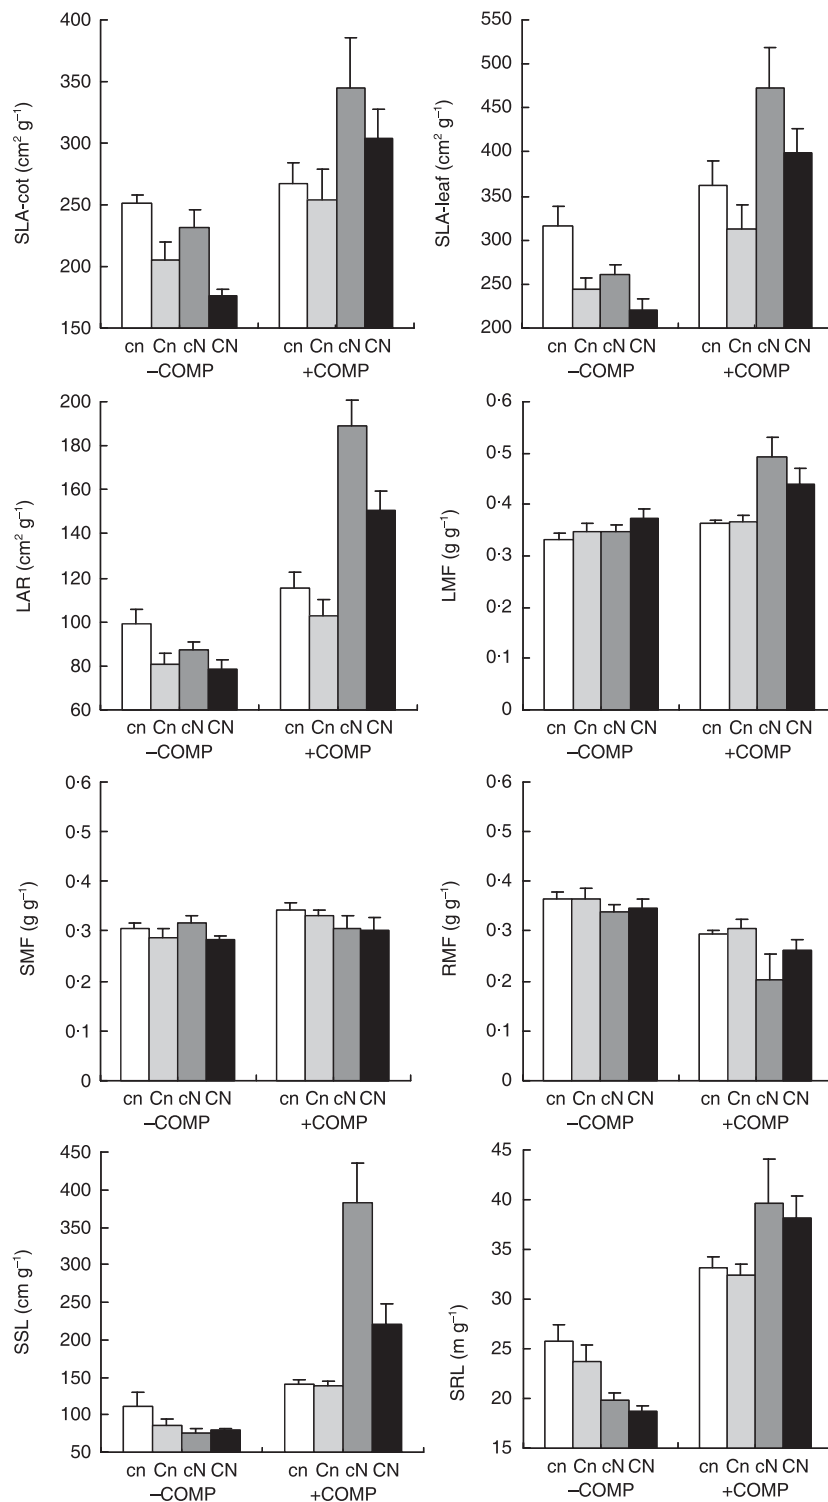 400
350
300
250
200
150
SLA-cot (cm² g⁻¹)
cn Cn cN CN cn Cn cN CN
–COMP +COMP
550
500
450
400
350
300
250
200
SLA-leaf (cm² g⁻¹)
cn Cn cN CN cn Cn cN CN
–COMP +COMP
200
180
160
140
120
100
80
60
LAR (cm² g⁻¹)
cn Cn cN CN cn Cn cN CN
–COMP +COMP
0·6
0·5
0·4
0·3
0·2
0·1
0
LMF (g g⁻¹)
cn Cn cN CN cn Cn cN CN
–COMP +COMP
0·6
0·5
0·4
0·3
0·2
0·1
0
SMF (g g⁻¹)
cn Cn cN CN cn Cn cN CN
–COMP +COMP
0·6
0·5
0·4
0·3
0·2
0·1
0
RMF (g g⁻¹)
cn Cn cN CN cn Cn cN CN
–COMP +COMP
450
400
350
300
250
200
150
100
50
SSL (cm g⁻¹)
cn Cn cN CN cn Cn cN CN
–COMP +COMP
45
40
35
30
25
20
15
SRL (m g⁻¹)
cn Cn cN CN cn Cn cN CN
–COMP +COMP